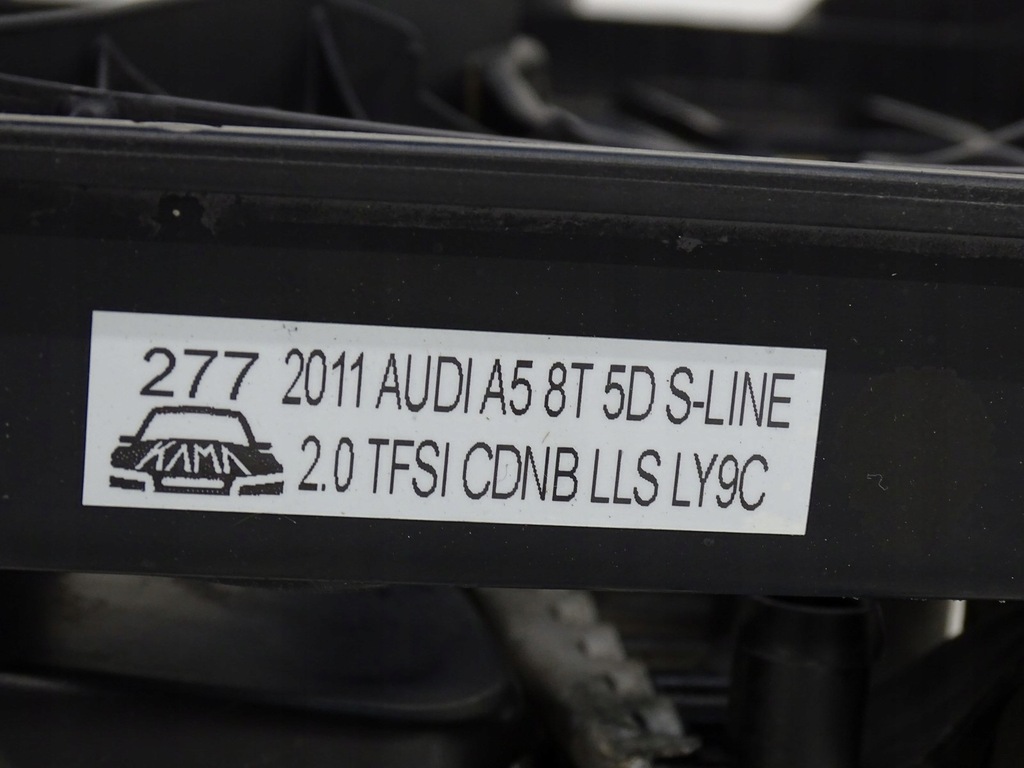 277 2011 AUDI A5 8T 5D S-LINE
KAMA 2.0 TFSI CDNB LLS LY9C